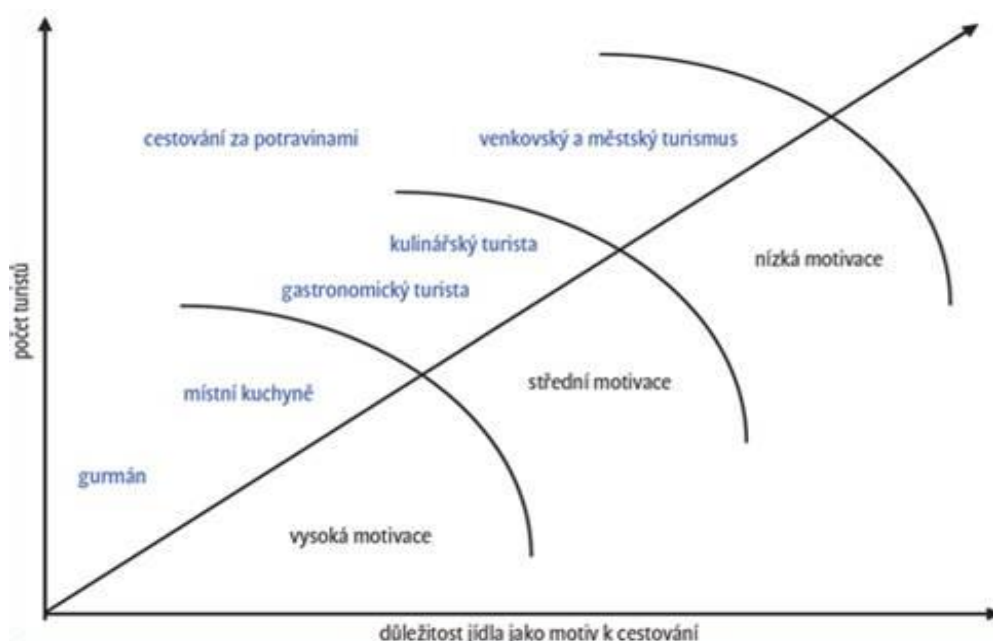 cestování za potravinami
venkovský a městský turismus
kulinářský turista
nízká motivace
gastronomický turista
počet turistů
střední motivace
místní kuchyně
gurmán
vysoká motivace
důležitost jídla jako motiv k cestování